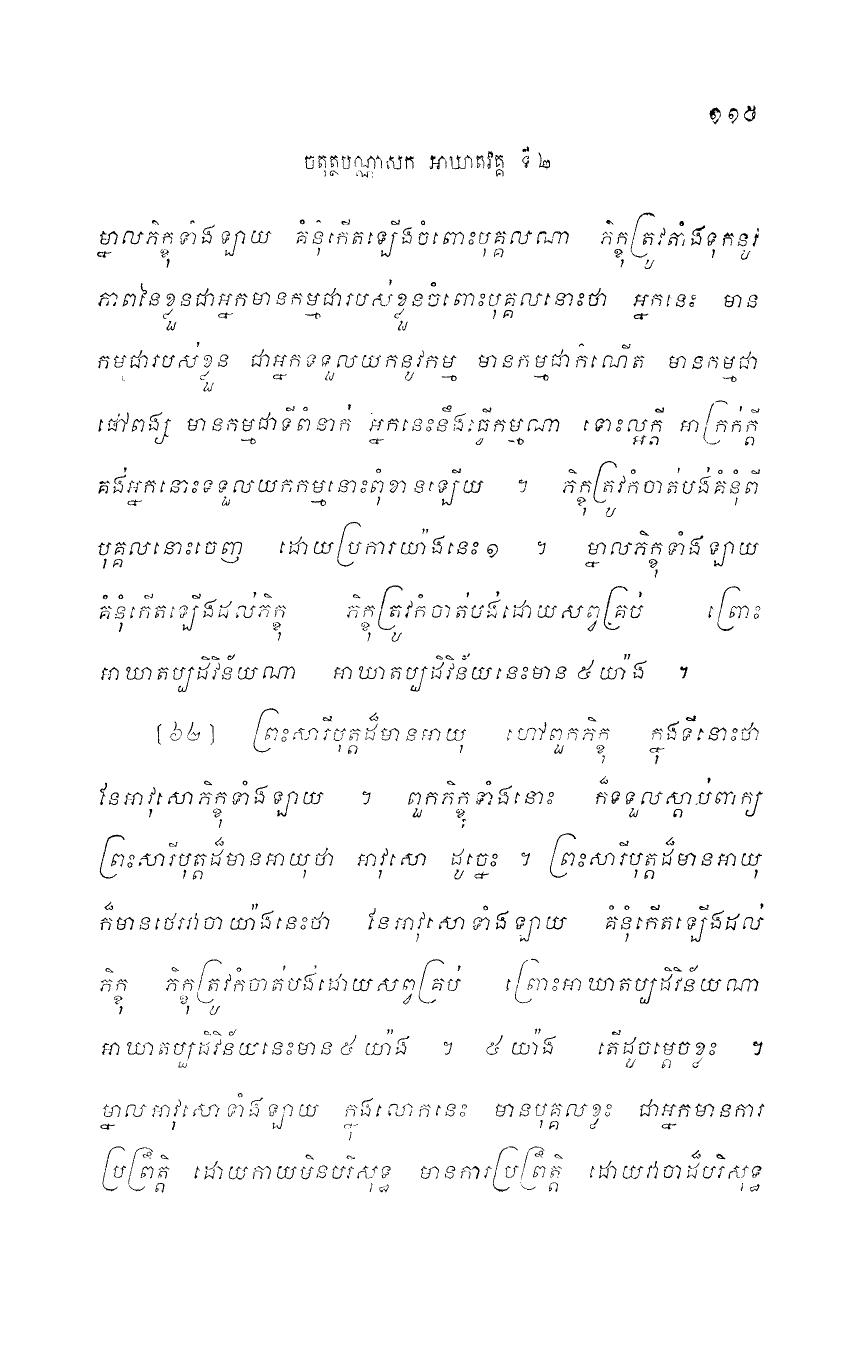 ១១៥
ចតុត្ថបណ្ណាសក អាឃាតវគ្គ ទី២
ម្នាលភិក្ខុទាំងឡាយ គំនុំកើតឡើងចំពោះបុគ្គលណា ភិក្ខុត្រូវតាំងទុកនូវ
ភាពនៃខ្លួនជាអ្នកមានកម្មជារបស់ខ្លួនចំពោះបុគ្គលនោះថា អ្នកនេះ មាន
កម្មជារបស់ខ្លួន ជាអ្នកទទួលយកនូវកម្ម មានកម្មជាកំណើត មានកម្មជា
ផៅពង្ស មានកម្មជាទីពំនាក់ អ្នកនេះនឹងធ្វើកម្មណា ទោះល្អក្តី អាក្រក់ក្តី
គង់អ្នកនោះទទួលយកកម្មនោះពុំខានឡើយ ។ ភិក្ខុត្រូវកំចាត់បង់គំនុំពី
បុគ្គលនោះចេញ ដោយប្រការយ៉ាងនេះ១ ។ ម្នាលភិក្ខុទាំងឡាយ
គំនុំកើតឡើងដល់ភិក្ខុ ភិក្ខុត្រូវកំចាត់បង់ដោយសព្វគ្រប់ ព្រោះ
អាឃាតប្បដិវិន័យណា អាឃាតប្បដិវិន័យនេះមាន ៥ យ៉ាង ។
[៦២] ព្រះសារីបុត្តដ៏មានអាយុ ហៅពួកភិក្ខុ ក្នុងទីនោះថា
នែអាវុសោភិក្ខុទាំងឡាយ ។ ពួកភិក្ខុទាំងនោះ ក៏ទទួលស្តាប់ពាក្យ
ព្រះសារីបុត្តដ៏មានអាយុថា អាវុសោ ដូច្នេះ ។ ព្រះសារីបុត្តដ៏មានអាយុ
ក៏មានថេរវាចាយ៉ាងនេះថា នែអាវុសោទាំងឡាយ គំនុំកើតឡើងដល់
ភិក្ខុ ភិក្ខុត្រូវកំចាត់បង់ដោយសព្វគ្រប់ ព្រោះអាឃាតប្បដិវិន័យណា
អាឃាតប្បដិវិន័យនេះមាន ៥ យ៉ាង ។ ៥ យ៉ាង តើដូចម្តេចខ្លះ ។
ម្នាលអាវុសោទាំងឡាយ ក្នុងលោកនេះ មានបុគ្គលខ្លះ ជាអ្នកមានការ
ប្រព្រឹត្តិ ដោយកាយមិនបរិសុទ្ធ មានការប្រព្រឹត្តិ ដោយវាចាដ៏បរិសុទ្ធ